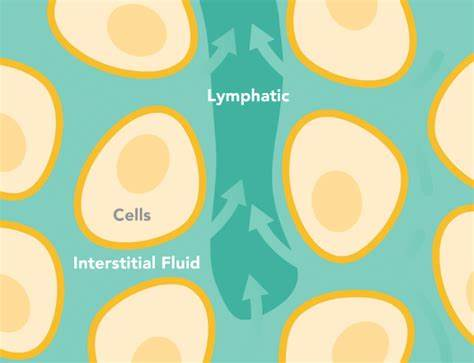 Lymphatic
Cells
Interstitial Fluid